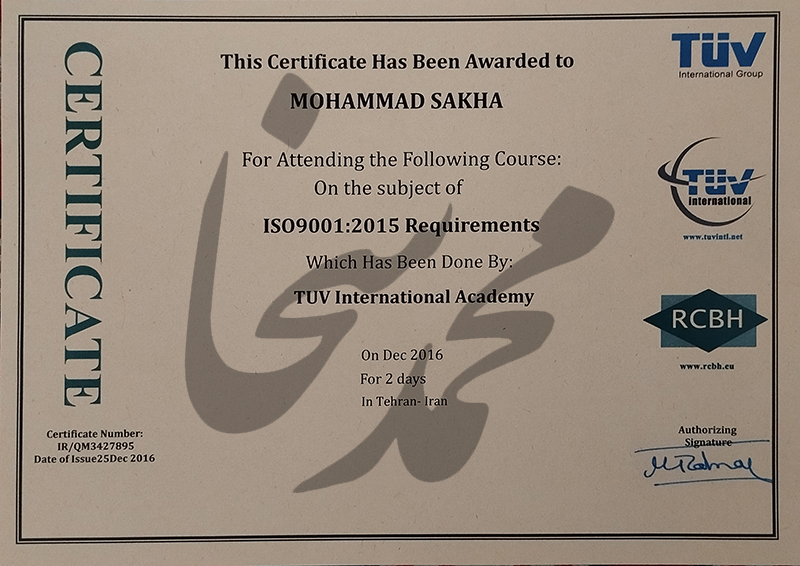 CERTIFICATE
This Certificate Has Been Awarded to
MOHAMMAD SAKHA
For Attending the Following Course:
On the subject of
ISO9001:2015 Requirements
Which Has Been Done By:
TUV International Academy
On Dec 2016
For 2 days
In Tehran- Iran
محمد سخا
Certificate Number:
IR/QM3427895
Date of Issue25Dec 2016
TÜV
International Group
TÜV
international
www.tuvintl.net
RCBH
www.rcbh.eu
Authorizing
Signature